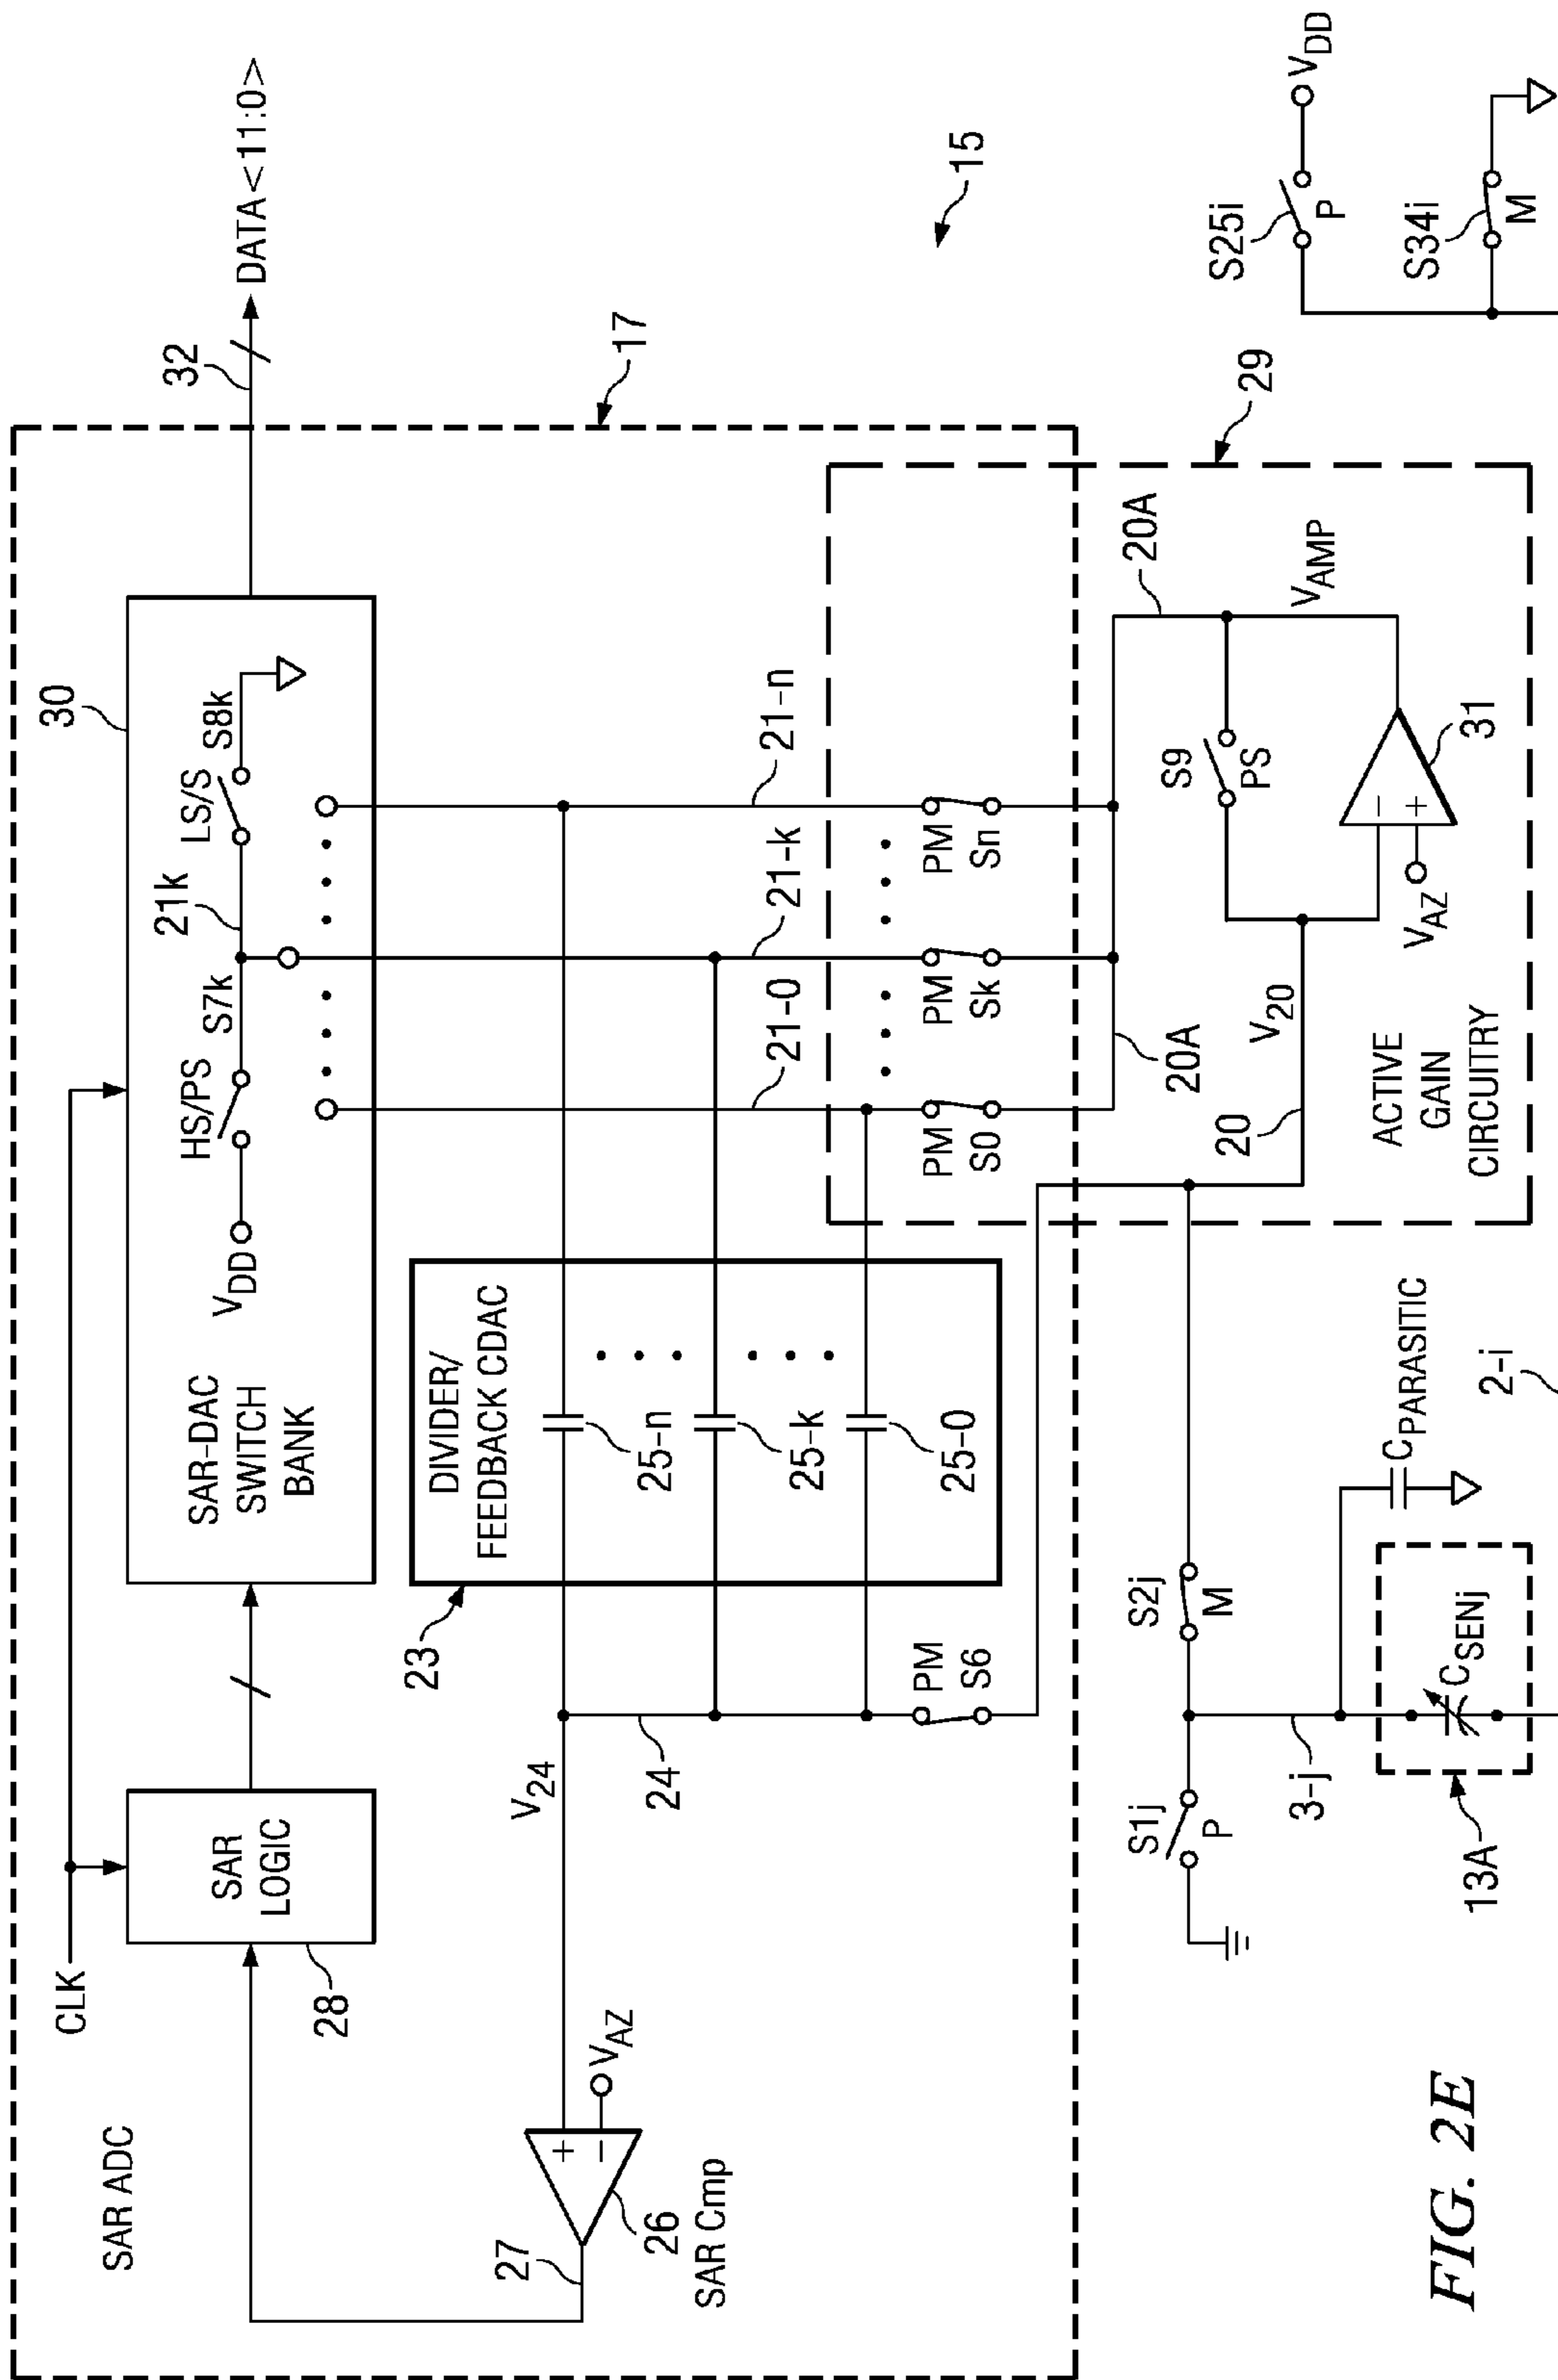 SAR ADC
CLK
SAR
LOGIC
28
SAR-DAC
SWITCH
BANK
30
VDD
HS/PS
S7k
21k
LS/S
S8k
32
DATA<11:0>
17
15
27
26
SAR Cmp
+
−
VAZ
V24
24
23
DIVIDER/
FEEDBACK CDAC
25-n
25-k
25-0
21-0
21-k
21-n
PM
S6
PM
S0
PM
Sk
PM
Sn
29
20A
20A
VAMP
S9
PS
V20
20
−
+
VAZ
31
ACTIVE
GAIN
CIRCUITRY
S1j
P
S2j
M
3-j
CPARASITIC
CSENj
13A
2-i
S25i
P
VDD
S34i
M
FIG. 2E